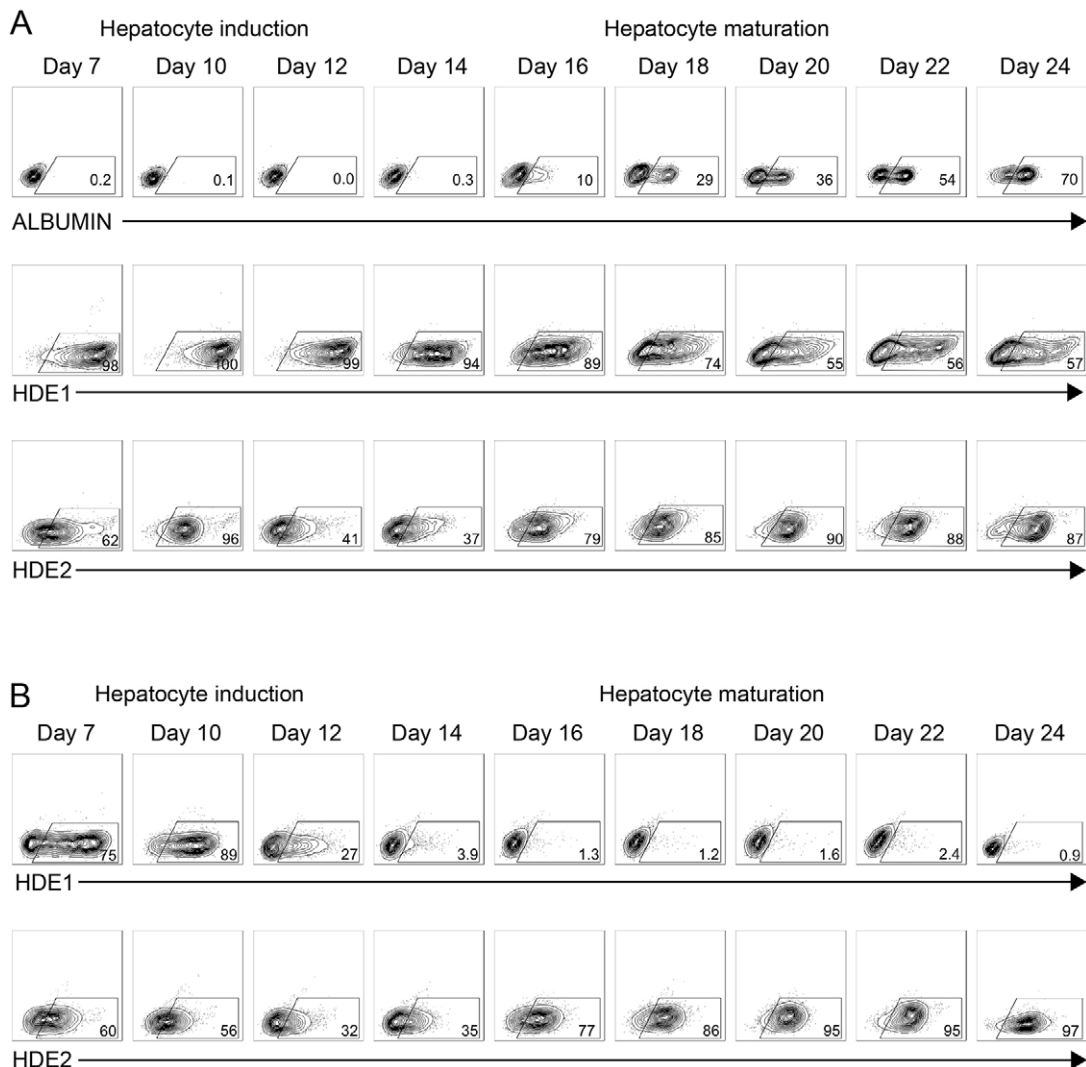 A
Hepatocyte induction Hepatocyte maturation
Day 7 Day 10 Day 12 Day 14 Day 16 Day 18 Day 20 Day 22 Day 24
0.2 0.1 0.0 0.3 10 29 36 54 70
ALBUMIN
98 100 99 94 89 74 55 56 57
HDE1
62 96 41 37 79 85 90 88 87
HDE2
B
Hepatocyte induction Hepatocyte maturation
Day 7 Day 10 Day 12 Day 14 Day 16 Day 18 Day 20 Day 22 Day 24
75 89 27 3.9 1.3 1.2 1.6 2.4 0.9
HDE1
60 56 32 35 77 86 95 95 97
HDE2